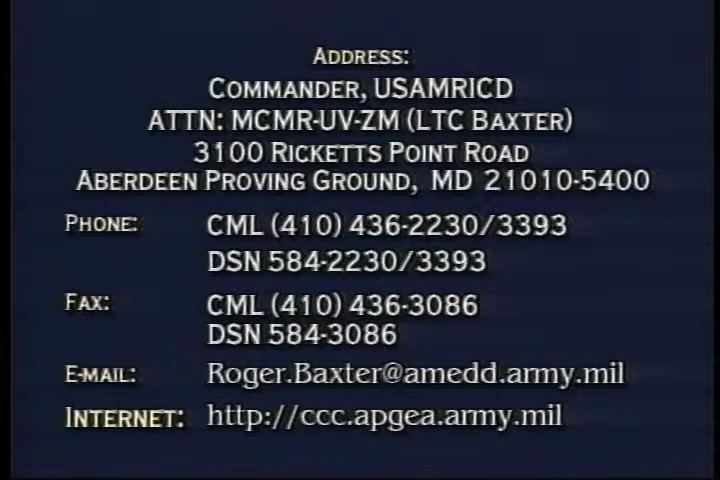 Address:
Commander, USAMRICD
ATTN: MCMR-UV-ZM (LTC Baxter)
3100 Ricketts Point Road
Aberdeen Proving Ground, MD 21010-5400
Phone: CML (410) 436-2230/3393
DSN 584-2230/3393
Fax: CML (410) 436-3086
DSN 584-3086
E-mail: Roger.Baxter@amedd.army.mil
Internet: http://ccc.apgea.army.mil